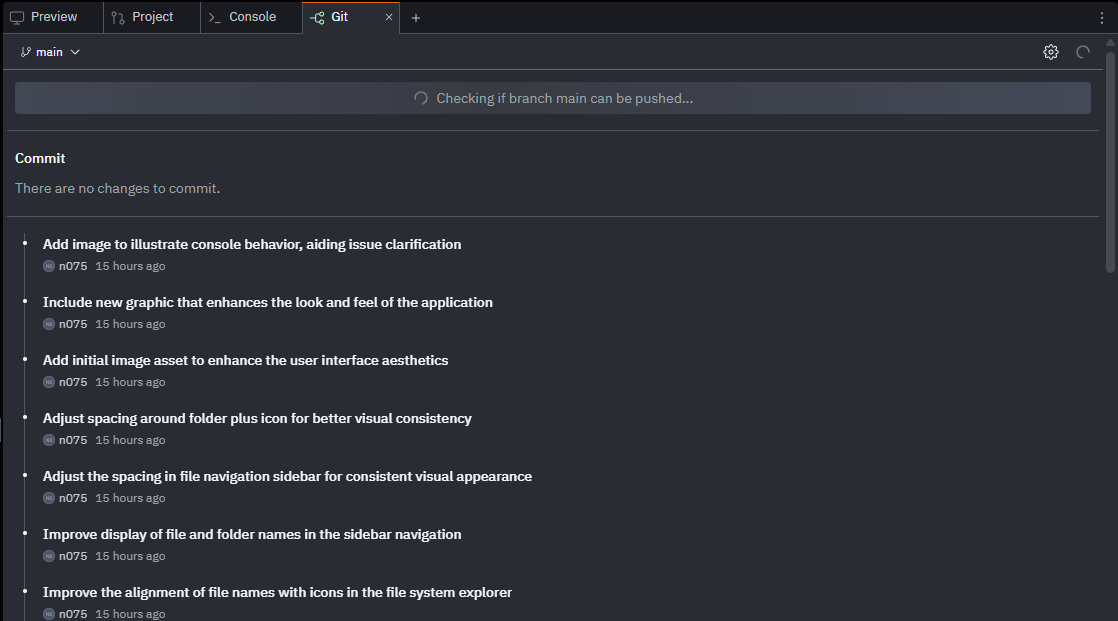 Preview Project Console Git
main
Checking if branch main can be pushed...
Commit
There are no changes to commit.
Add image to illustrate console behavior, aiding issue clarification
n075 15 hours ago
Include new graphic that enhances the look and feel of the application
n075 15 hours ago
Add initial image asset to enhance the user interface aesthetics
n075 15 hours ago
Adjust spacing around folder plus icon for better visual consistency
n075 15 hours ago
Adjust the spacing in file navigation sidebar for consistent visual appearance
n075 15 hours ago
Improve display of file and folder names in the sidebar navigation
n075 15 hours ago
Improve the alignment of file names with icons in the file system explorer
n075 15 hours ago